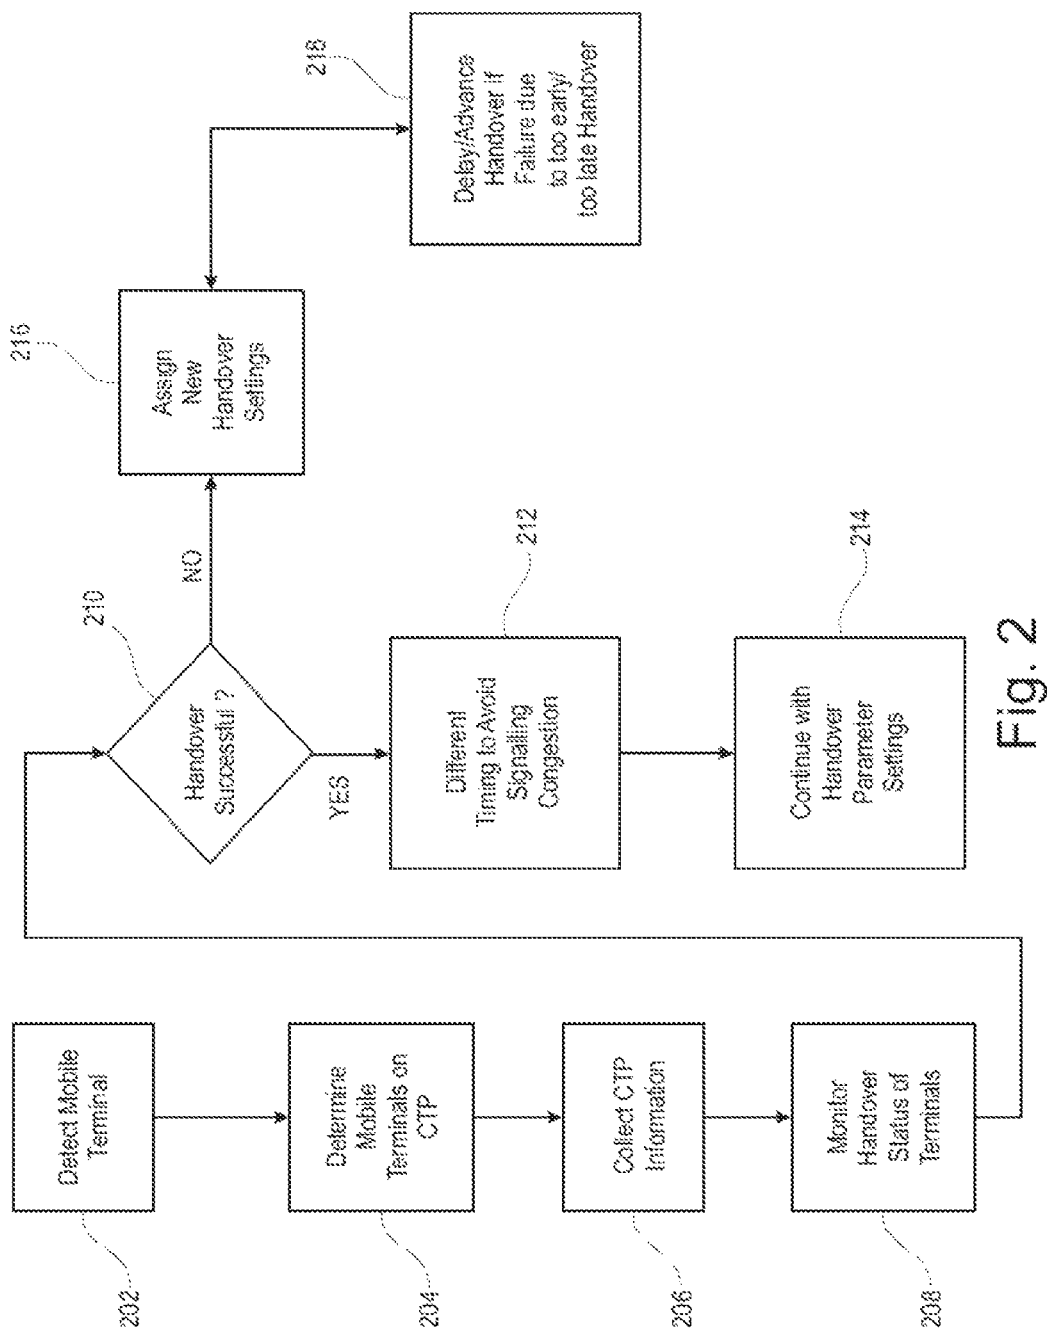 202
Detect Mobile
Terminal
204
Determine
Mobile
Terminals on
CTP
206
Collect CTP
Information
208
Monitor
Handover
Status of
Terminals
210
Handover
Successful ?
YES
NO
212
Different
Timing to Avoid
Signalling
Congestion
214
Continue with
Handover
Parameter
Settings
216
Assign
New
Handover
Settings
218
Delay/Advance
Handover if
Failure due
to too early/
too late Handover
Fig. 2